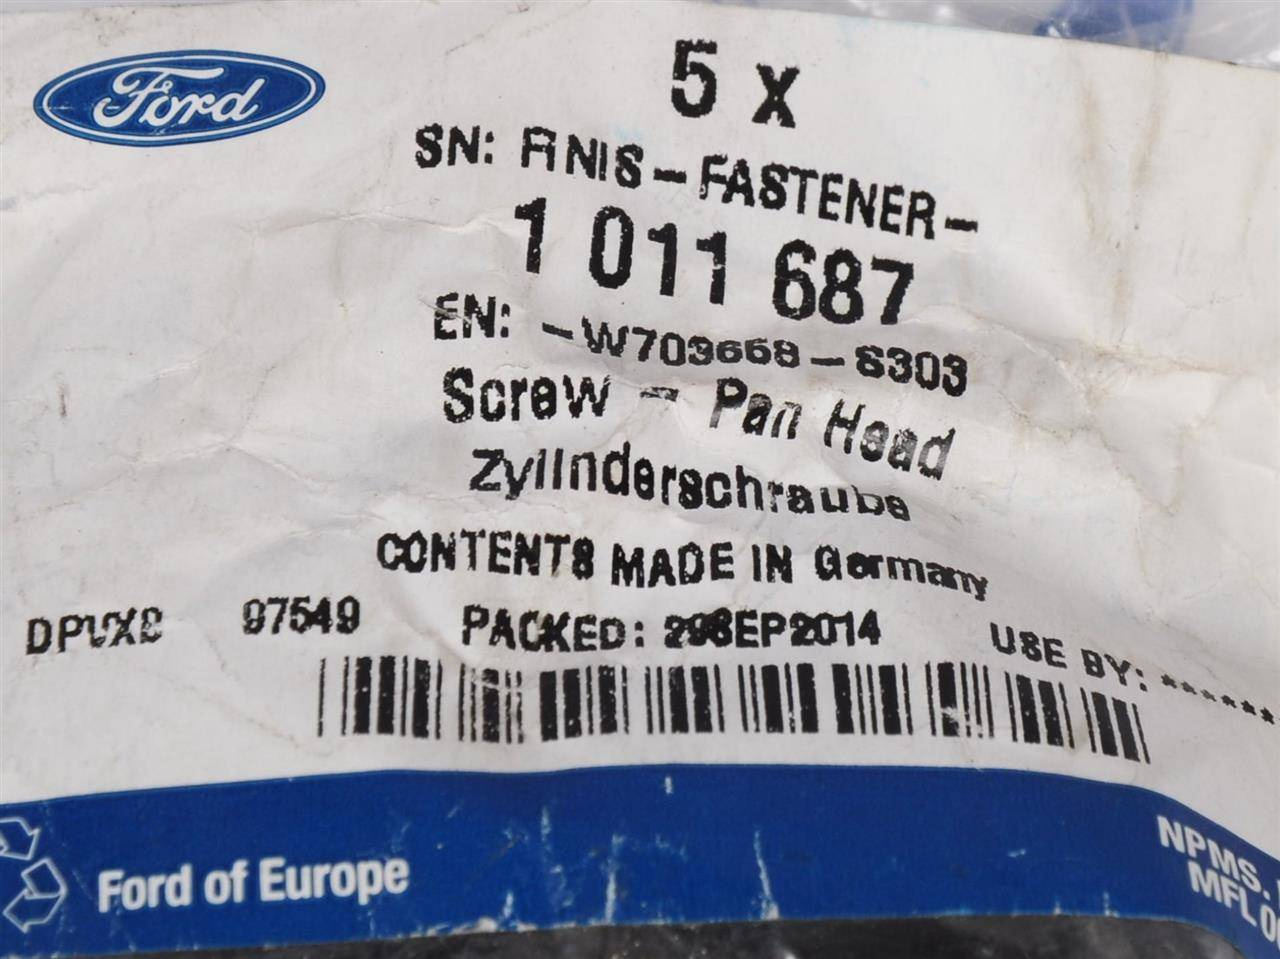 Ford
5 x
SN: FINIS-FASTENER-
1 011 687
EN: -W703668-S303
Screw - Pan Head
Zylinderschraube
CONTENTS MADE IN Germany
97549 PACKED: 29SEP2014 USE BY: ******
Ford of Europe
NPMS.
MFL